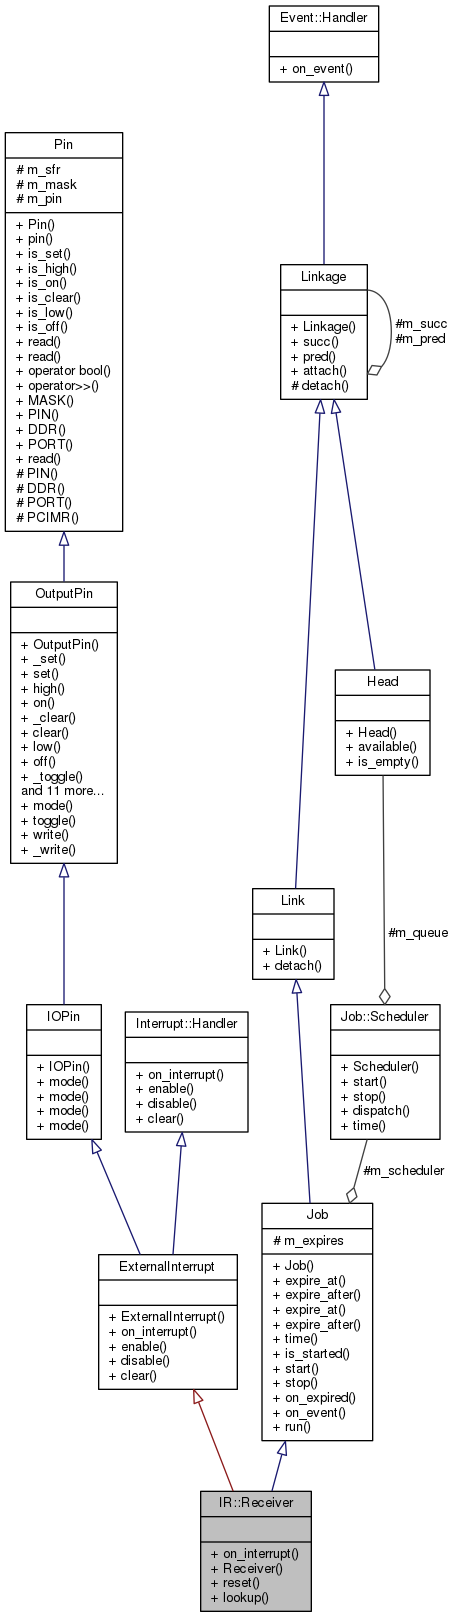 Event::Handler
+ on_event()
Pin
# m_sfr
# m_mask
# m_pin
+ Pin()
+ pin()
+ is_set()
+ is_high()
+ is_on()
+ is_clear()
+ is_low()
+ is_off()
+ read()
+ read()
+ operator bool()
+ operator>>()
+ MASK()
+ PIN()
+ DDR()
+ PORT()
+ read()
# PIN()
# DDR()
# PORT()
# PCIMR()
Linkage
+ Linkage()
+ succ()
+ pred()
+ attach()
# detach()
#m_succ
#m_pred
OutputPin
+ OutputPin()
+ _set()
+ set()
+ high()
+ on()
+ _clear()
+ clear()
+ low()
+ off()
+ _toggle()
and 11 more...
+ mode()
+ toggle()
+ write()
+ _write()
Head
+ Head()
+ available()
+ is_empty()
Link
+ Link()
+ detach()
#m_queue
IOPin
+ IOPin()
+ mode()
+ mode()
+ mode()
+ mode()
Interrupt::Handler
+ on_interrupt()
+ enable()
+ disable()
+ clear()
Job::Scheduler
+ Scheduler()
+ start()
+ stop()
+ dispatch()
+ time()
#m_scheduler
Job
# m_expires
+ Job()
+ expire_at()
+ expire_after()
+ expire_at()
+ expire_after()
+ time()
+ is_started()
+ start()
+ stop()
+ on_expired()
+ on_event()
+ run()
ExternalInterrupt
+ ExternalInterrupt()
+ on_interrupt()
+ enable()
+ disable()
+ clear()
IR::Receiver
+ on_interrupt()
+ Receiver()
+ reset()
+ lookup()